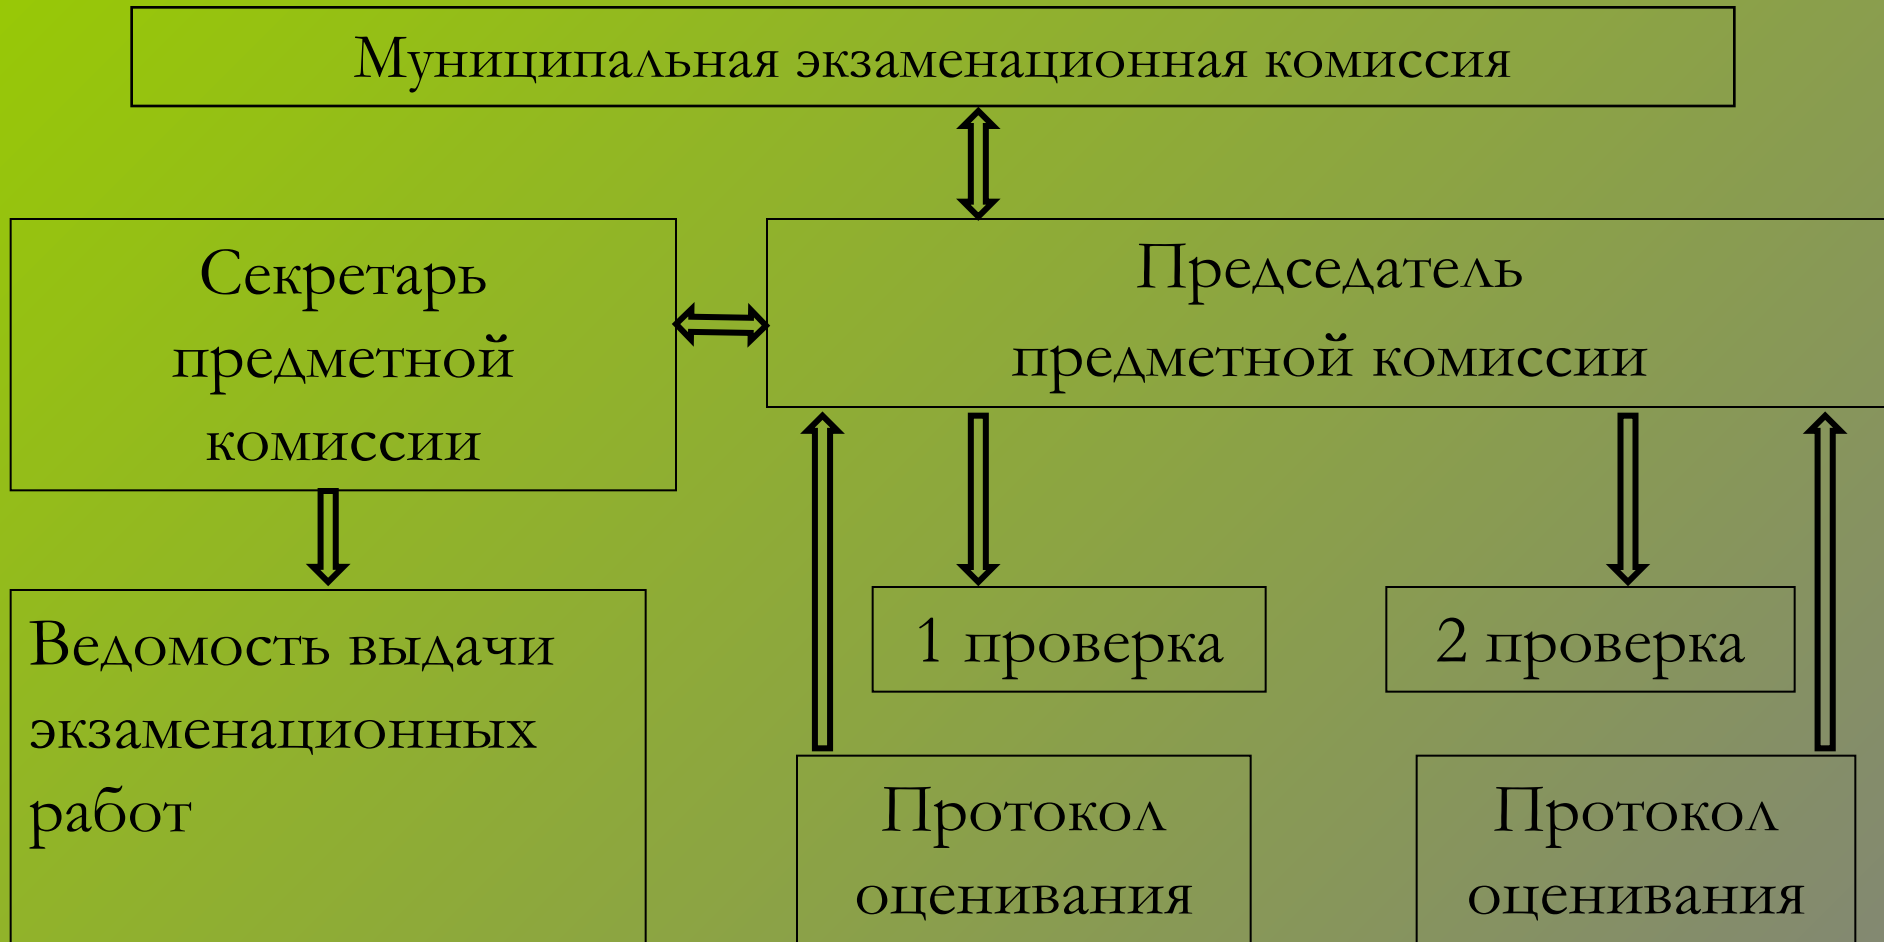 Муниципальная экзаменационная комиссия
Секретарь
предметной
комиссии
Председатель
предметной комиссии
Ведомость выдачи
экзаменационных
работ
1 проверка
2 проверка
Протокол
оценивания
Протокол
оценивания